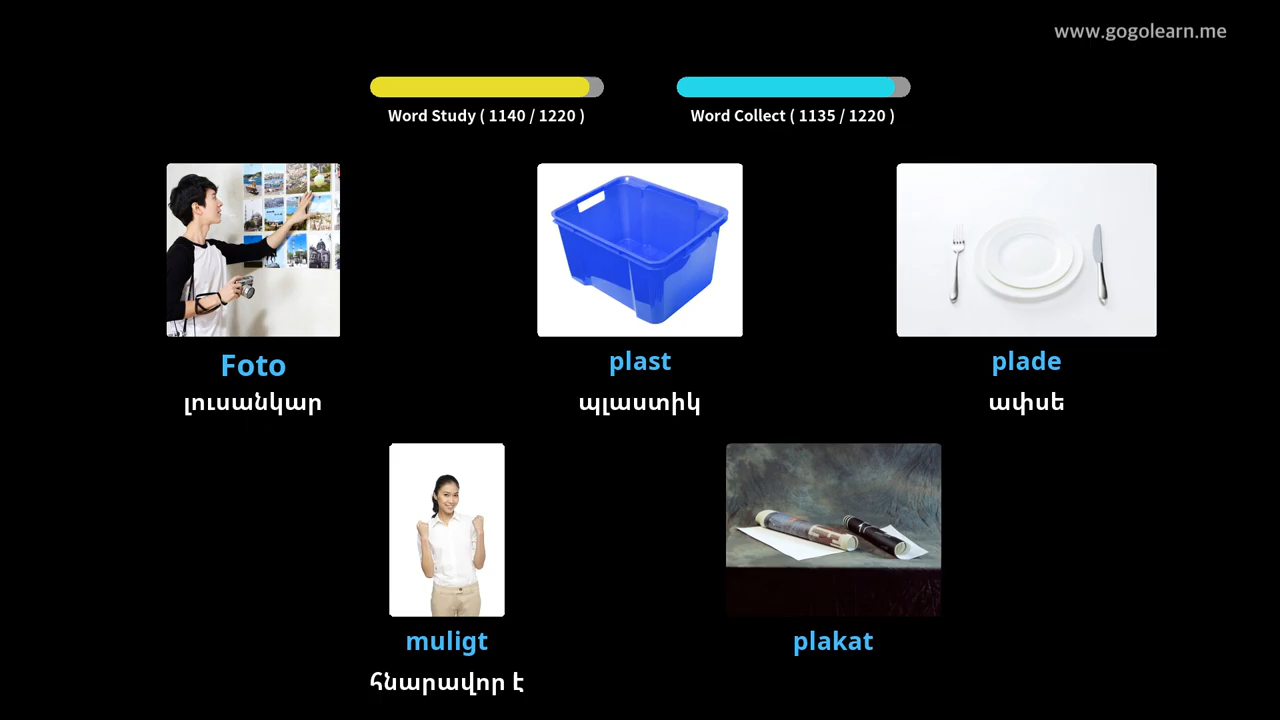 www.gogolearn.me
Word Study ( 1140 / 1220 )
Word Collect ( 1135 / 1220 )
Foto
լուսանկար
plast
պլաստիկ
plade
ափսե
muligt
հնարավոր է
plakat